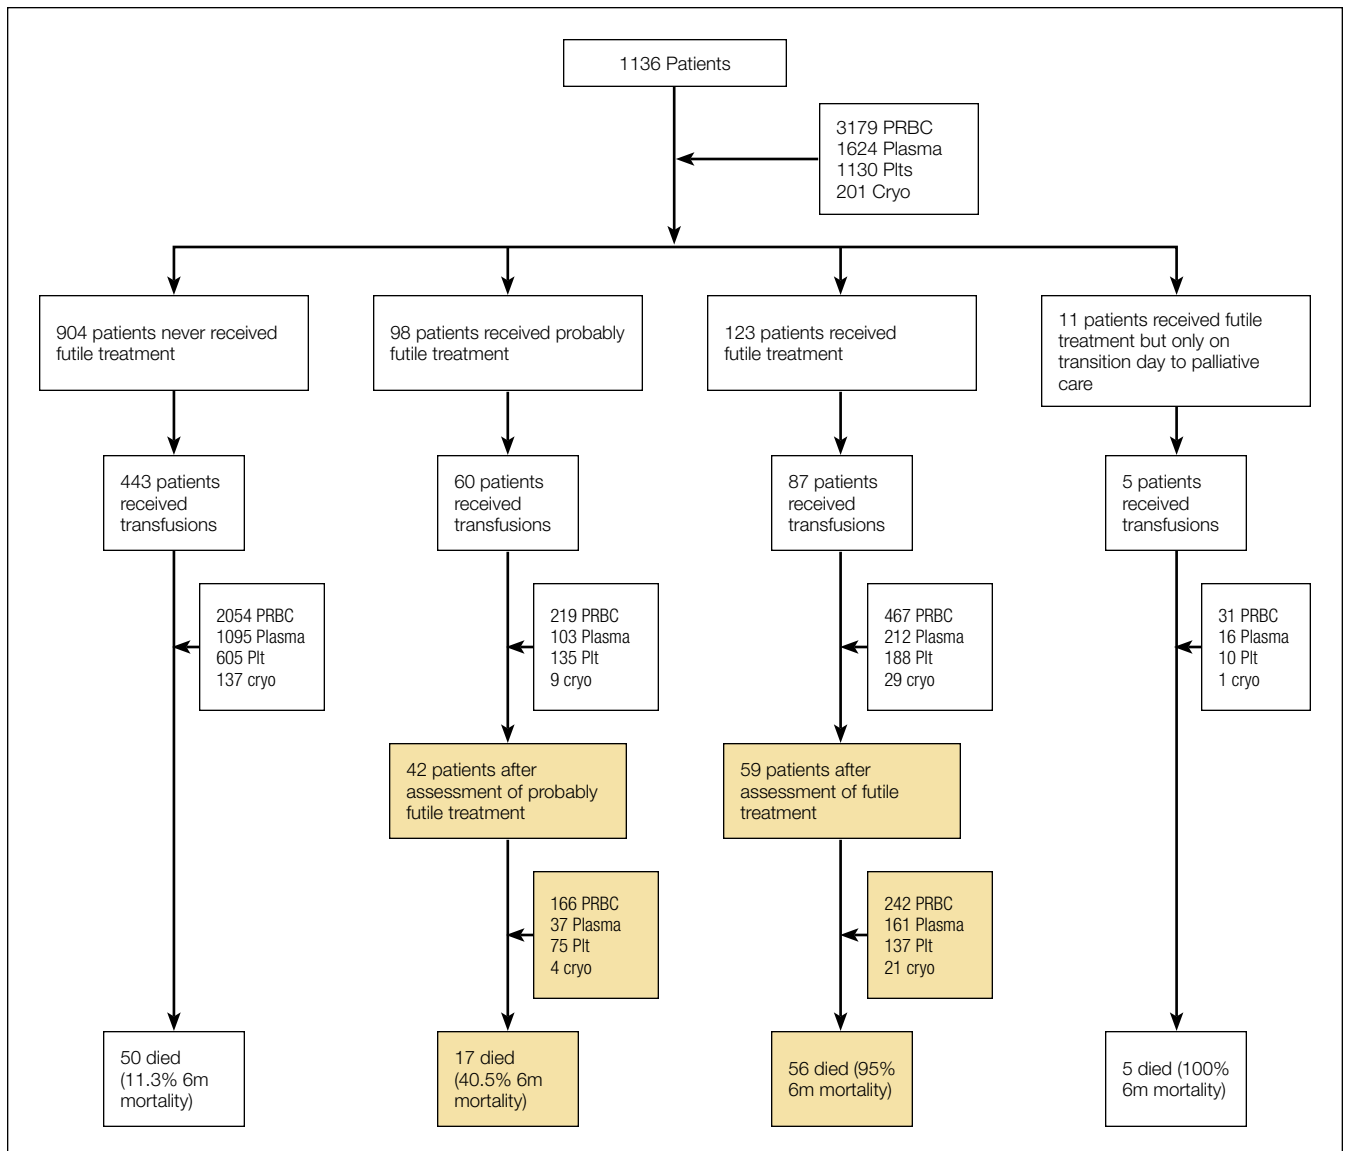 1136 Patients
3179 PRBC
1624 Plasma
1130 Plts
201 Cryo
904 patients never received
futile treatment
98 patients received probably
futile treatment
123 patients received
futile treatment
11 patients received futile
treatment but only on
transition day to palliative
care
443 patients
received
transfusions
60 patients
received
transfusions
87 patients
received
transfusions
5 patients
received
transfusions
2054 PRBC
1095 Plasma
605 Plt
137 cryo
219 PRBC
103 Plasma
135 Plt
9 cryo
467 PRBC
212 Plasma
188 Plt
29 cryo
31 PRBC
16 Plasma
10 Plt
1 cryo
42 patients after
assessment of probably
futile treatment
59 patients after
assessment of futile
treatment
166 PRBC
37 Plasma
75 Plt
4 cryo
242 PRBC
161 Plasma
137 Plt
21 cryo
50 died
(11.3% 6m
mortality)
17 died
(40.5% 6m
mortality)
56 died (95%
6m mortality)
5 died (100%
6m mortality)